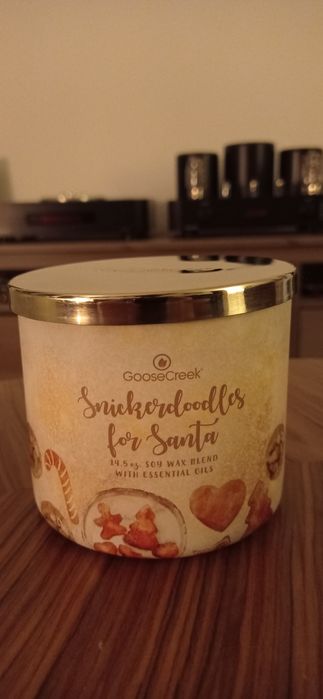 GooseCreek
Snickerdoodles
for Santa
14.5 oz. SOY WAX BLEND
WITH ESSENTIAL OILS